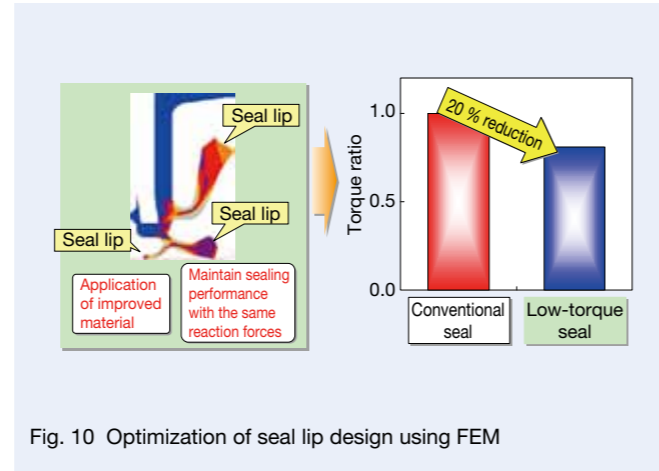 Seal lip
Seal lip
Seal lip
Application
of improved
material
Maintain sealing
performance
with the same
reaction forces
Torque ratio
1.0
0.5
0.0
20 % reduction
Conventional
seal
Low-torque
seal
Fig. 10 Optimization of seal lip design using FEM